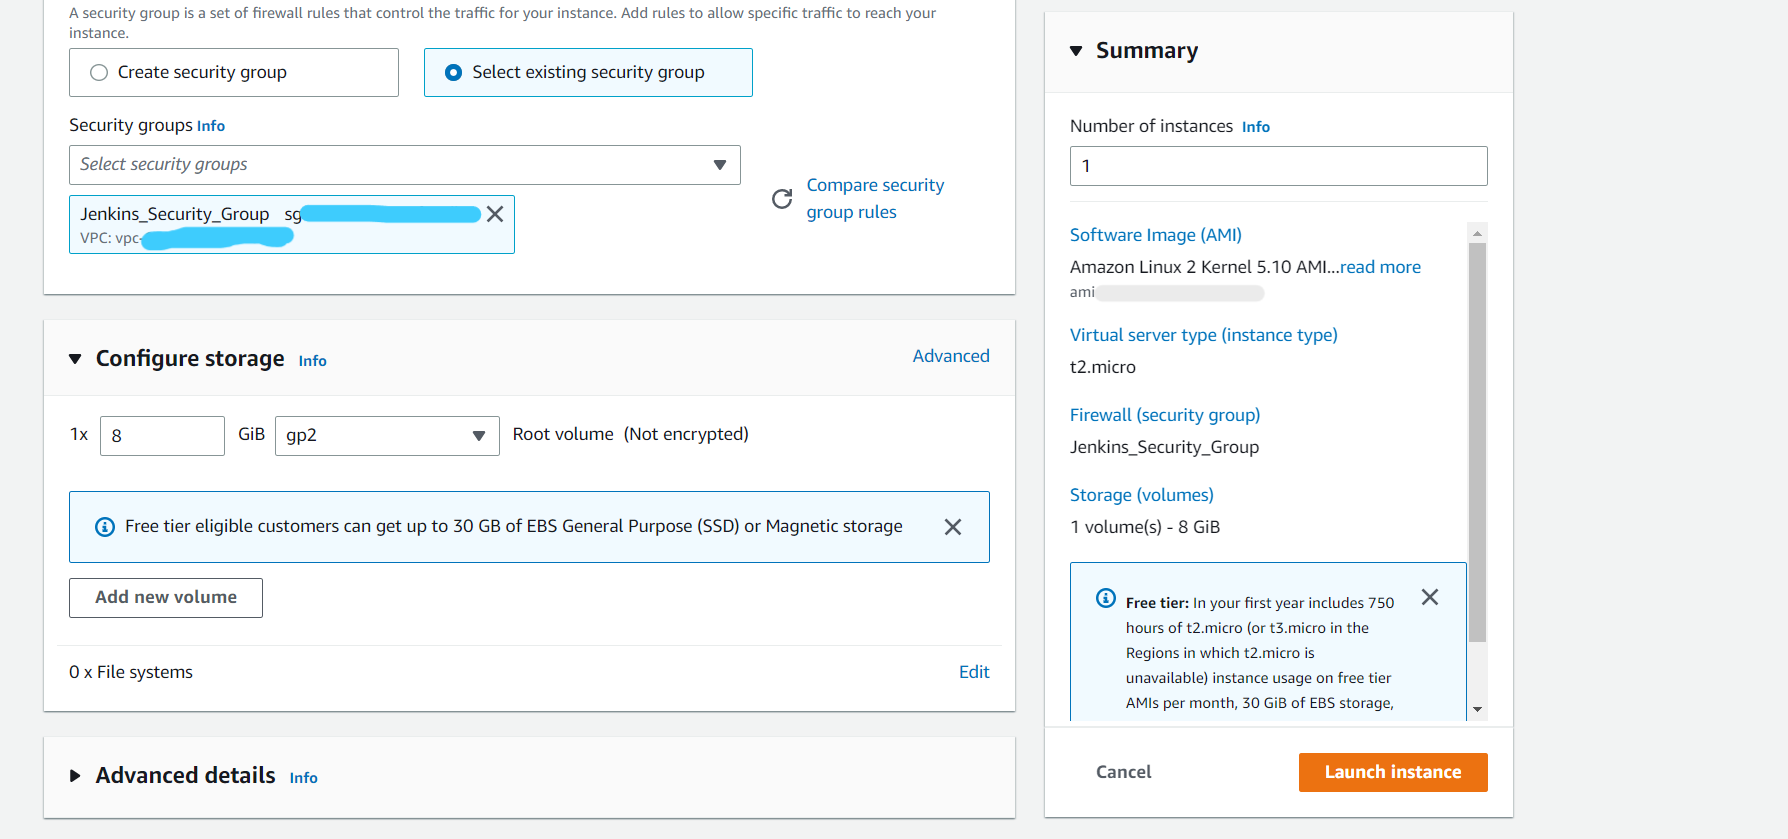 A security group is a set of firewall rules that control the traffic for your instance. Add rules to allow specific traffic to reach your
instance.
Create security group
Select existing security group
Security groups Info
Select security groups
Compare security
group rules
Jenkins_Security_Group sg
VPC: vpc-
Configure storage Info
Advanced
1x 8 GiB gp2 Root volume (Not encrypted)
Free tier eligible customers can get up to 30 GB of EBS General Purpose (SSD) or Magnetic storage
Add new volume
0 x File systems
Edit
Advanced details Info
Summary
Number of instances Info
1
Software Image (AMI)
Amazon Linux 2 Kernel 5.10 AMI...read more
ami
Virtual server type (instance type)
t2.micro
Firewall (security group)
Jenkins_Security_Group
Storage (volumes)
1 volume(s) - 8 GiB
Free tier: In your first year includes 750
hours of t2.micro (or t3.micro in the
Regions in which t2.micro is
unavailable) instance usage on free tier
AMIs per month, 30 GiB of EBS storage,
Cancel
Launch instance